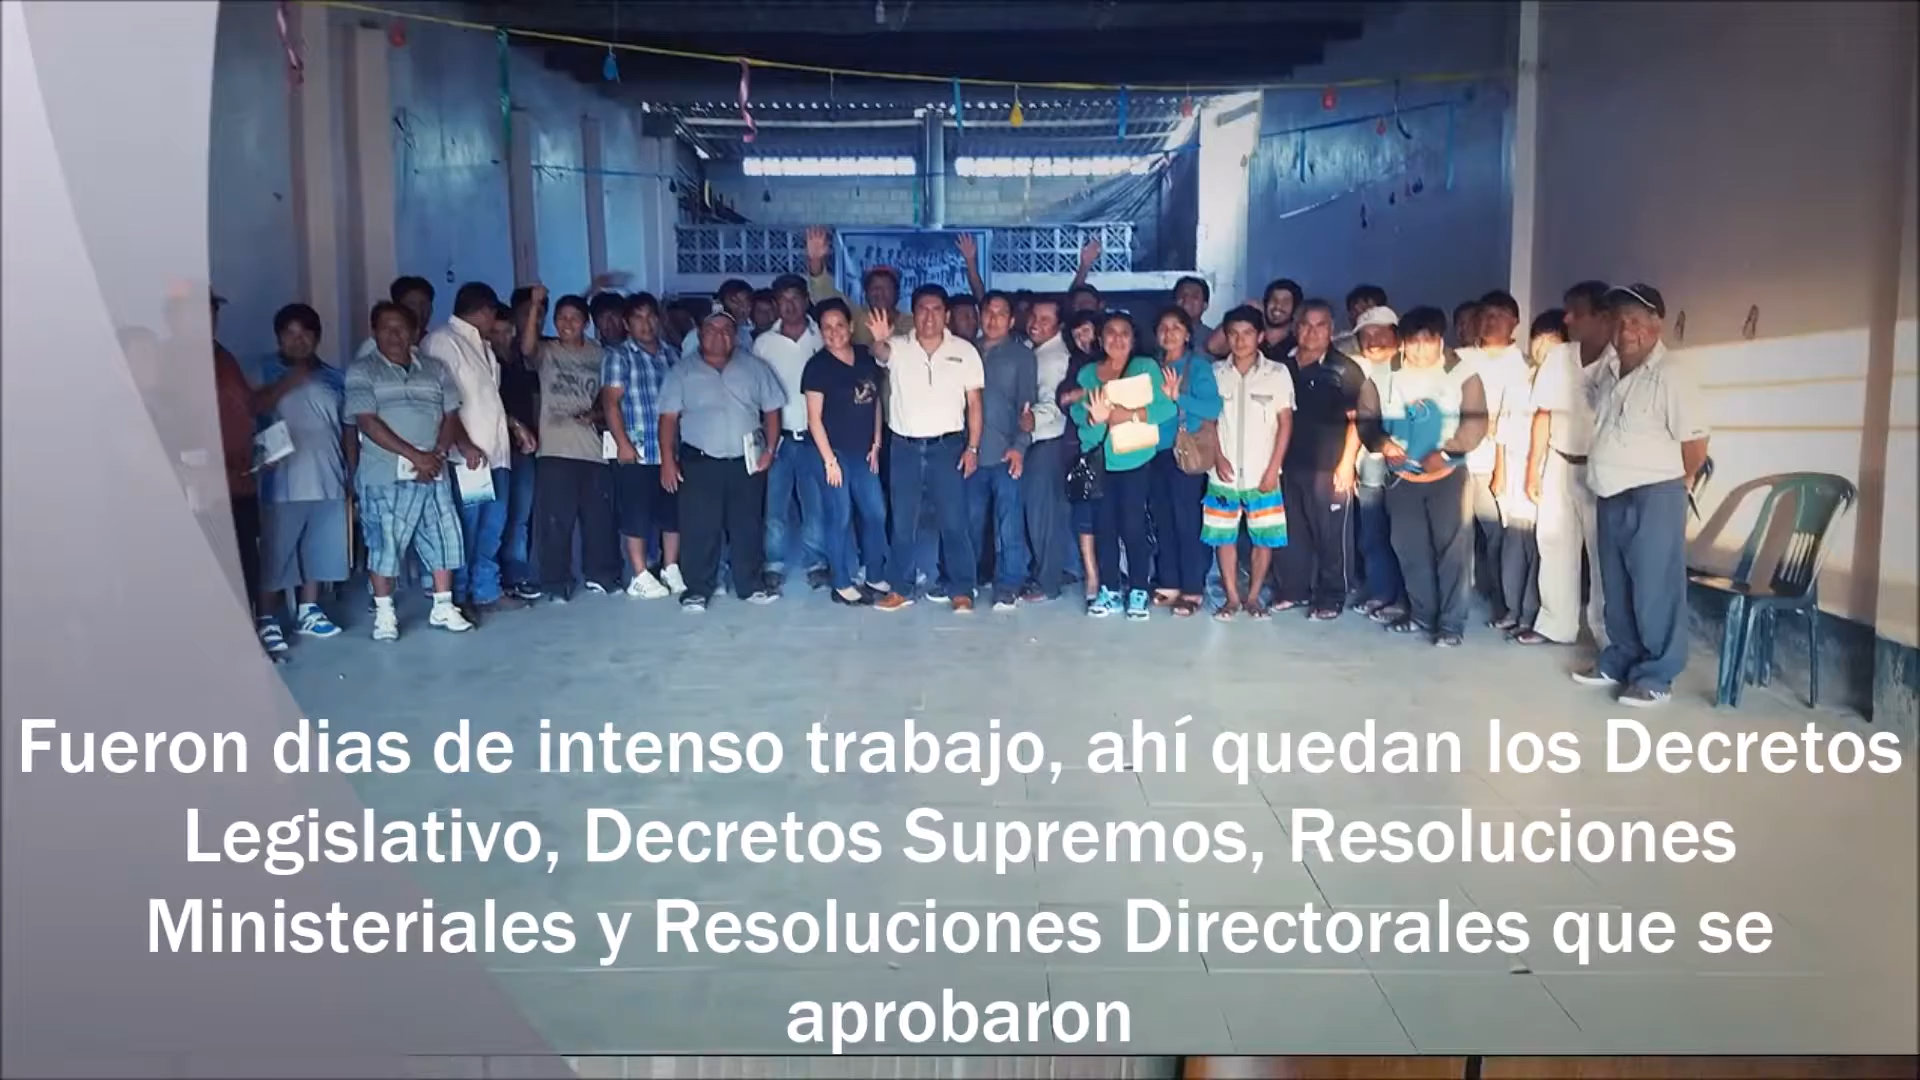 Fueron dias de intenso trabajo, ahí quedan los Decretos
Legislativo, Decretos Supremos, Resoluciones
Ministeriales y Resoluciones Directorales que se
aprobaron